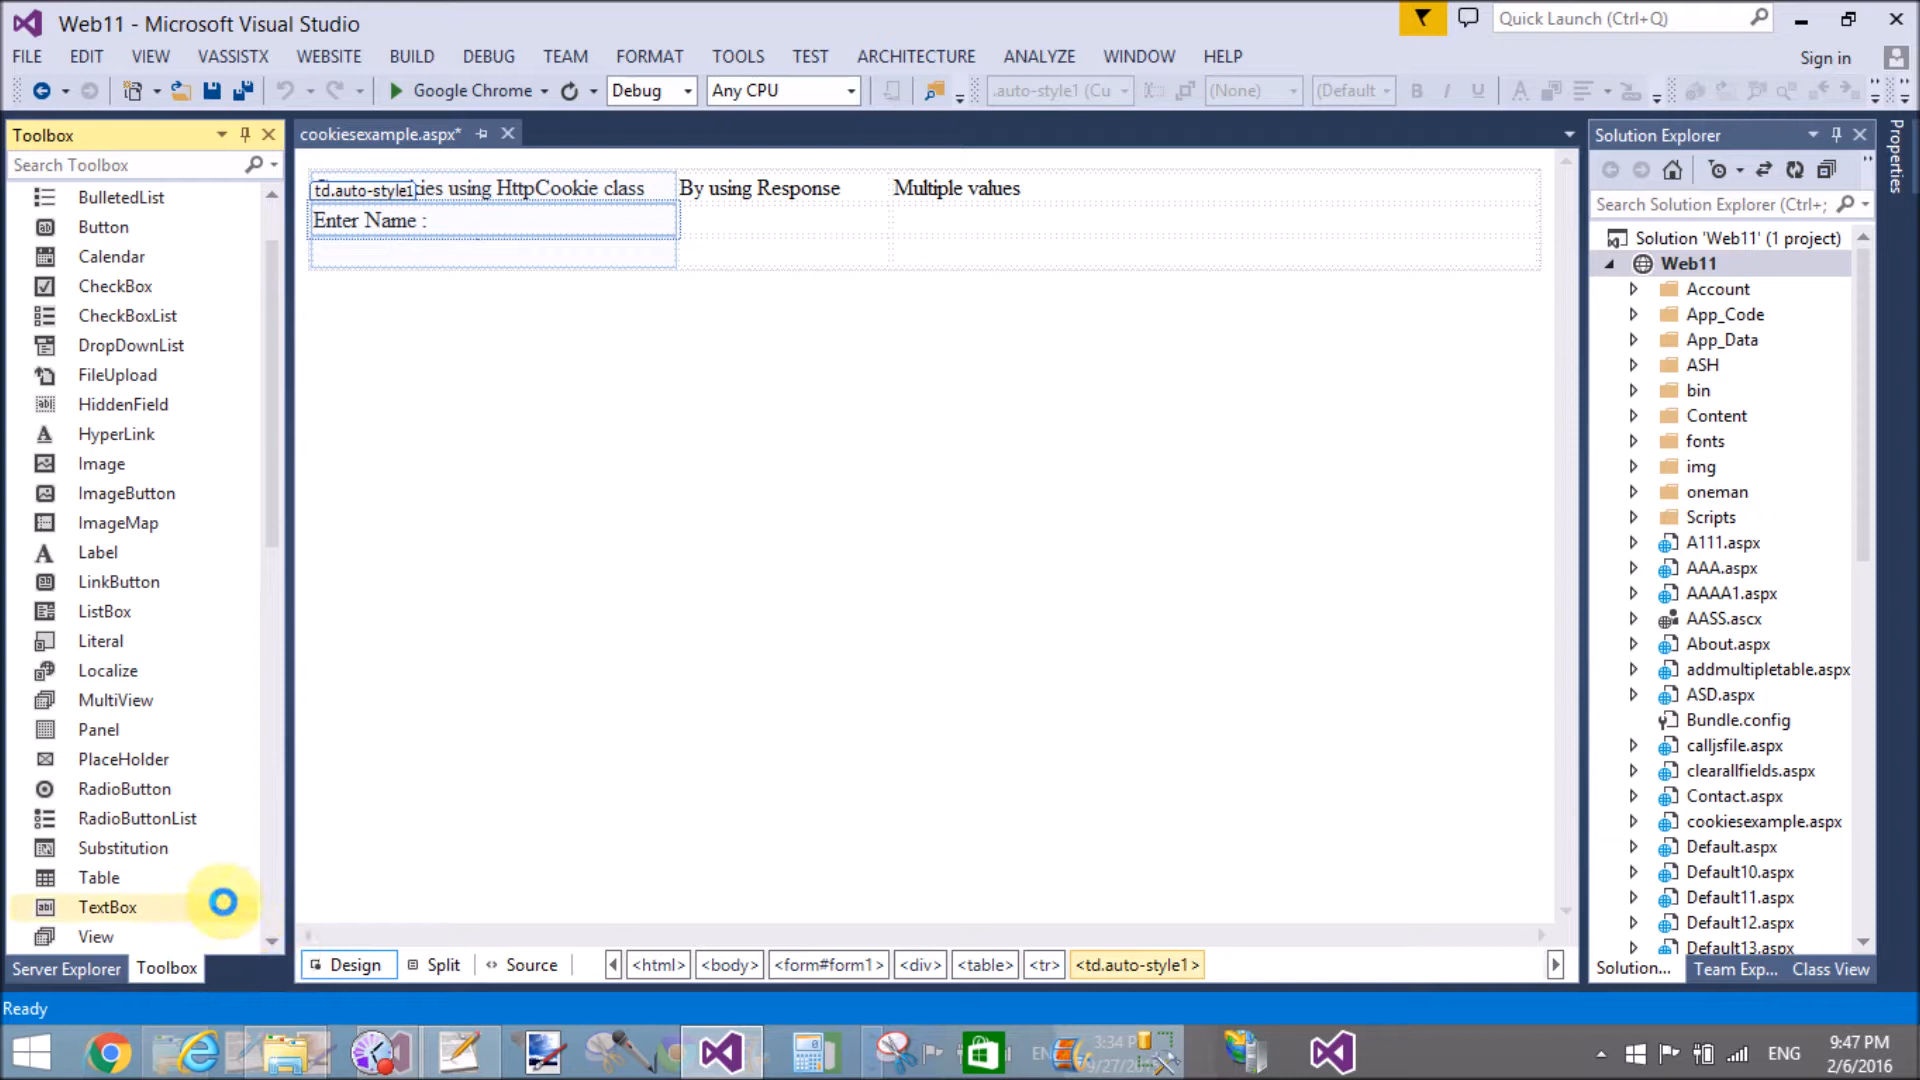 Web11 - Microsoft Visual Studio
Quick Launch (Ctrl+Q)
FILE EDIT VIEW VASSISTX WEBSITE BUILD DEBUG TEAM FORMAT TOOLS TEST ARCHITECTURE ANALYZE WINDOW HELP
Sign in
Google Chrome Debug Any CPU .auto-style1 (Cu (None) (Default B I U A
Toolbox
cookiesexample.aspx*
Solution Explorer
Properties
Search Toolbox
BulletedList
Button
Calendar
CheckBox
CheckBoxList
DropDownList
FileUpload
HiddenField
HyperLink
Image
ImageButton
ImageMap
Label
LinkButton
ListBox
Literal
Localize
MultiView
Panel
PlaceHolder
RadioButton
RadioButtonList
Substitution
Table
TextBox
View
Server Explorer Toolbox
td.auto-style1
ies using HttpCookie class By using Response Multiple values
Enter Name :
Design Split Source <html> <body> <form#form1> <div> <table> <tr> <td.auto-style1>
Search Solution Explorer (Ctrl+;
Solution 'Web11' (1 project)
Web11
Account
App_Code
App_Data
ASH
bin
Content
fonts
img
oneman
Scripts
A111.aspx
AAA.aspx
AAAA1.aspx
AASS.ascx
About.aspx
addmultipletable.aspx
ASD.aspx
Bundle.config
calljsfile.aspx
clearallfields.aspx
Contact.aspx
cookiesexample.aspx
Default.aspx
Default10.aspx
Default11.aspx
Default12.aspx
Default13.aspx
Solution... Team Exp... Class View
Ready
3:34 PM
9/27/20
ENG
9:47 PM
2/6/2016